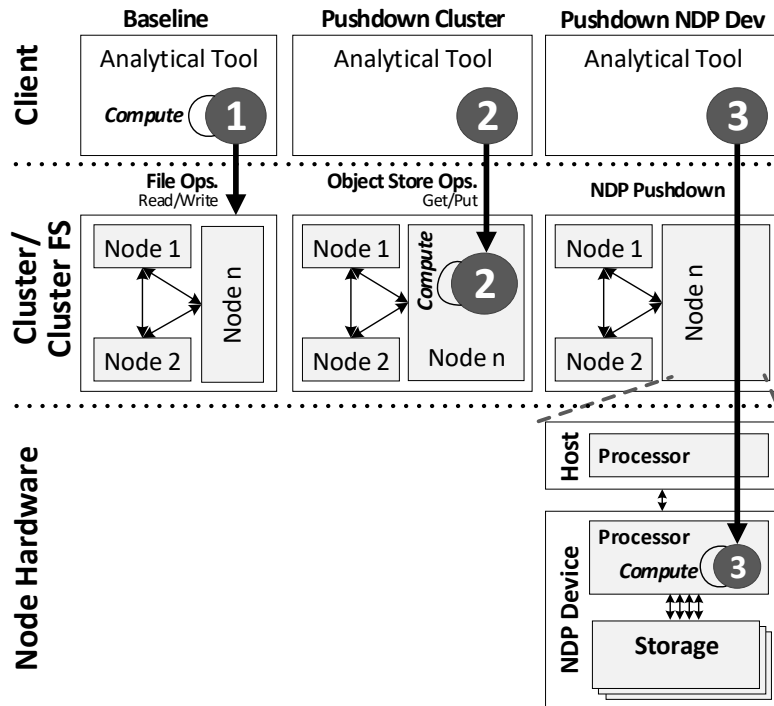 Baseline
Pushdown Cluster
Pushdown NDP Dev
Client
Analytical Tool
Compute
1
Analytical Tool
2
Analytical Tool
3
File Ops.
Read/Write
Object Store Ops.
Get/Put
NDP Pushdown
Cluster/
Cluster FS
Node 1
Node 2
Node n
Node 1
Node 2
Compute
2
Node n
Node 1
Node 2
Node n
Node Hardware
Host
Processor
NDP Device
Processor
Compute
3
Storage